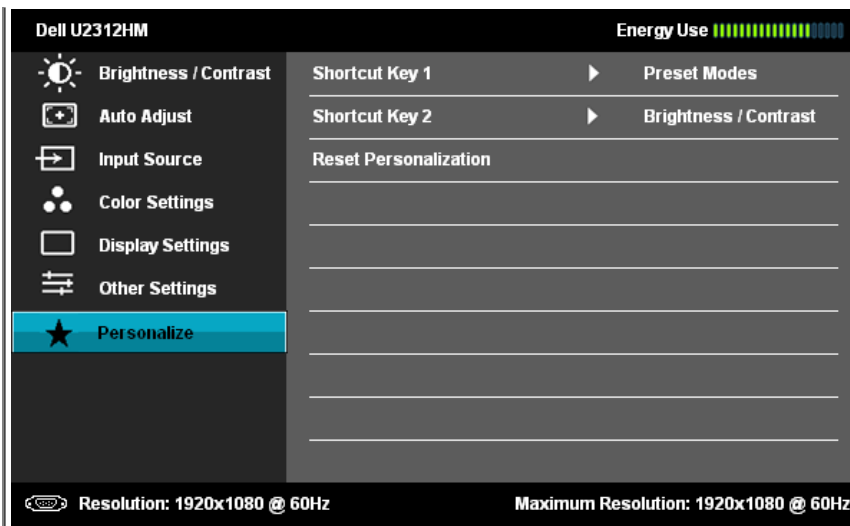 Dell U2312HM
Energy Use
Brightness / Contrast
Auto Adjust
Input Source
Color Settings
Display Settings
Other Settings
Personalize
Shortcut Key 1
Preset Modes
Shortcut Key 2
Brightness / Contrast
Reset Personalization
Resolution: 1920x1080 @ 60Hz
Maximum Resolution: 1920x1080 @ 60Hz